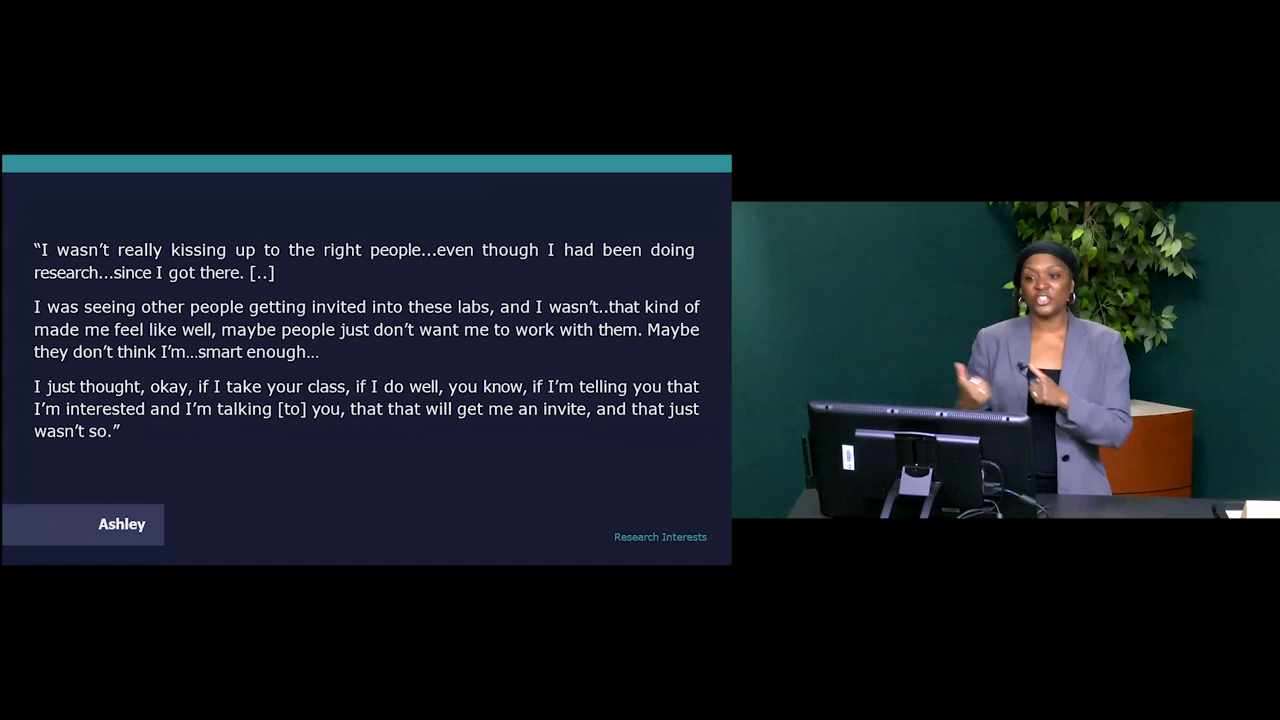 “I wasn’t really kissing up to the right people...even though I had been doing
research...since I got there. [..]
I was seeing other people getting invited into these labs, and I wasn’t..that kind of
made me feel like well, maybe people just don’t want me to work with them. Maybe
they don’t think I’m...smart enough...
I just thought, okay, if I take your class, if I do well, you know, if I’m telling you that
I’m interested and I’m talking [to] you, that that will get me an invite, and that just
wasn’t so.”
Ashley
Research Interests